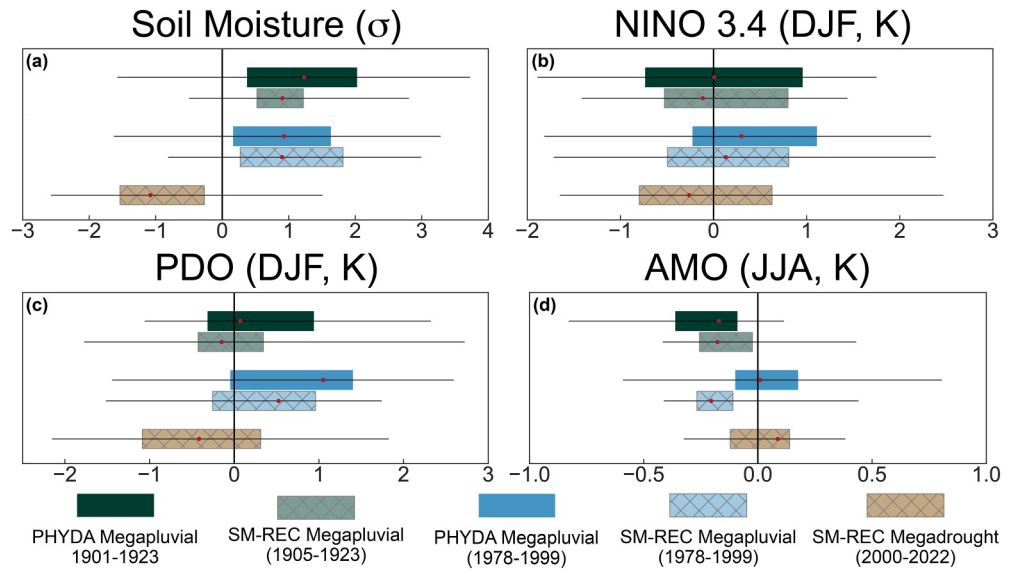 Soil Moisture (σ)
NINO 3.4 (DJF, K)
(a)
(b)
−3 −2 −1 0 1 2 3 4
−2 −1 0 1 2 3
PDO (DJF, K)
AMO (JJA, K)
(c)
(d)
−2 −1 0 1 2 3
−1.0 −0.5 0.0 0.5 1.0
PHYDA Megapluvial
1901-1923
SM-REC Megapluvial
(1905-1923)
PHYDA Megapluvial
(1978-1999)
SM-REC Megapluvial
(1978-1999)
SM-REC Megadrought
(2000-2022)